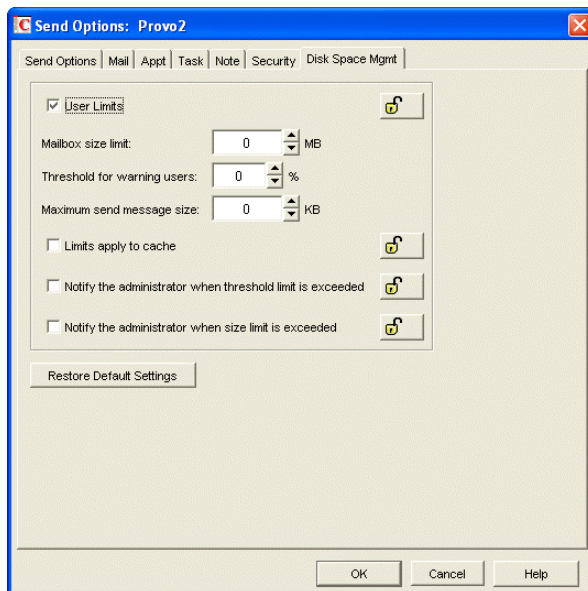 Send Options: Provo2
Send Options Mail Appt Task Note Security Disk Space Mgmt
User Limits
Mailbox size limit: 0 MB
Threshold for warning users: 0 %
Maximum send message size: 0 KB
Limits apply to cache
Notify the administrator when threshold limit is exceeded
Notify the administrator when size limit is exceeded
Restore Default Settings
OK Cancel Help